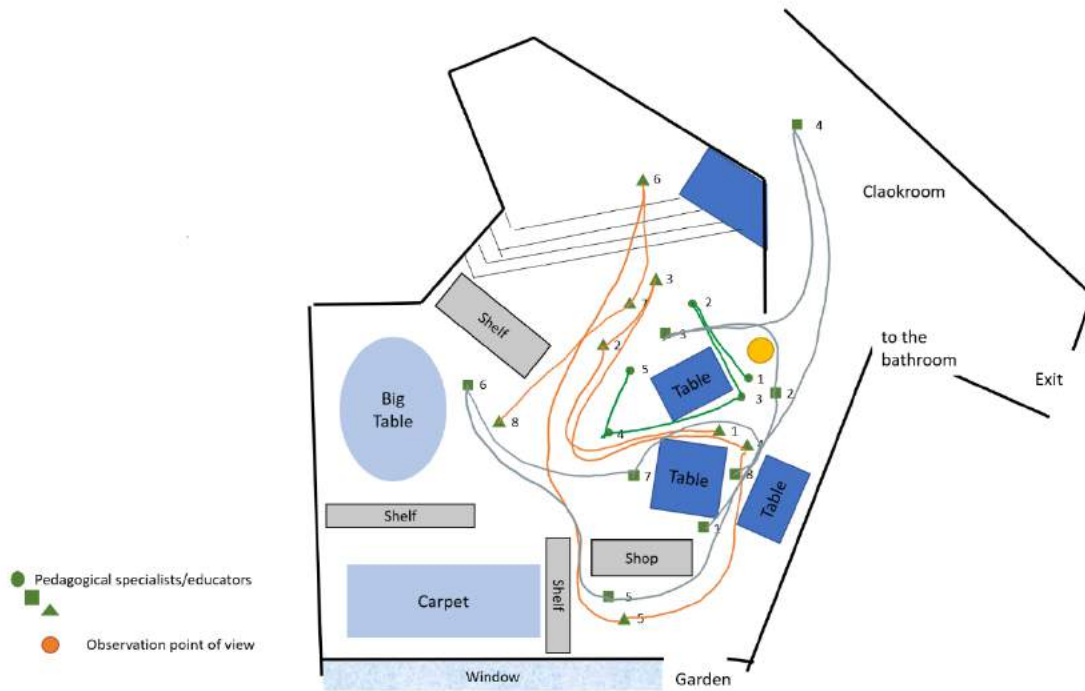 4
Claokroom
6
3
7
2
Shelf
3
2
to the
bathroom
Exit
5
Table
1
3
2
6
Big
Table
8
4
1
4
7
Table
8
Table
Shelf
1
Shop
Shelf
Carpet
5
5
Pedagogical specialists/educators
Observation point of view
Window
Garden